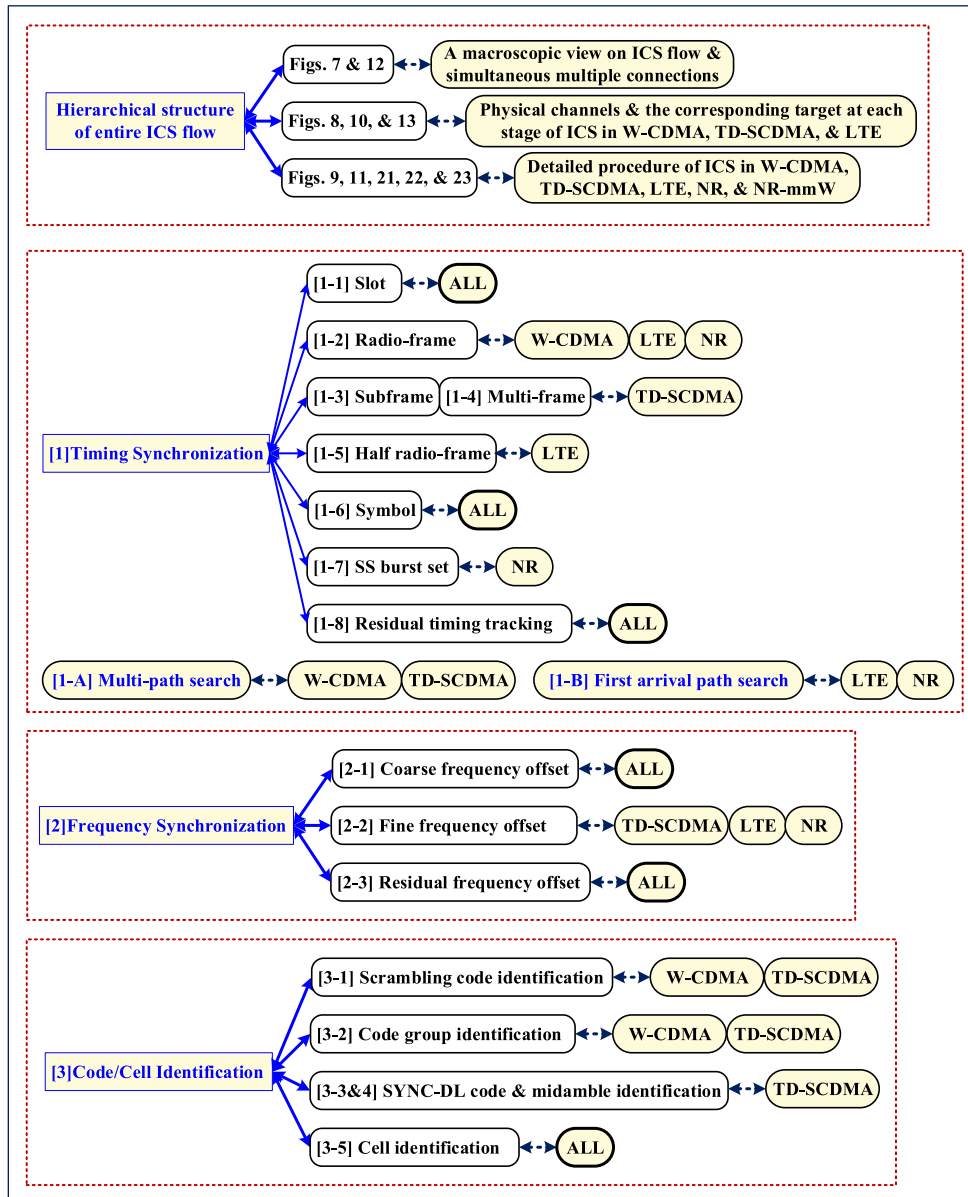 Hierarchical structure
of entire ICS flow
Figs. 7 & 12
A macroscopic view on ICS flow &
simultaneous multiple connections
Figs. 8, 10, & 13
Physical channels & the corresponding target at each
stage of ICS in W-CDMA, TD-SCDMA, & LTE
Figs. 9, 11, 21, 22, & 23
Detailed procedure of ICS in W-CDMA,
TD-SCDMA, LTE, NR, & NR-mmW
[1]Timing Synchronization
[1-1] Slot
ALL
[1-2] Radio-frame
W-CDMA
LTE
NR
[1-3] Subframe
[1-4] Multi-frame
TD-SCDMA
[1-5] Half radio-frame
LTE
[1-6] Symbol
ALL
[1-7] SS burst set
NR
[1-8] Residual timing tracking
ALL
[1-A] Multi-path search
W-CDMA
TD-SCDMA
[1-B] First arrival path search
LTE
NR
[2]Frequency Synchronization
[2-1] Coarse frequency offset
ALL
[2-2] Fine frequency offset
TD-SCDMA
LTE
NR
[2-3] Residual frequency offset
ALL
[3]Code/Cell Identification
[3-1] Scrambling code identification
W-CDMA
TD-SCDMA
[3-2] Code group identification
W-CDMA
TD-SCDMA
[3-3&4] SYNC-DL code & midamble identification
TD-SCDMA
[3-5] Cell identification
ALL